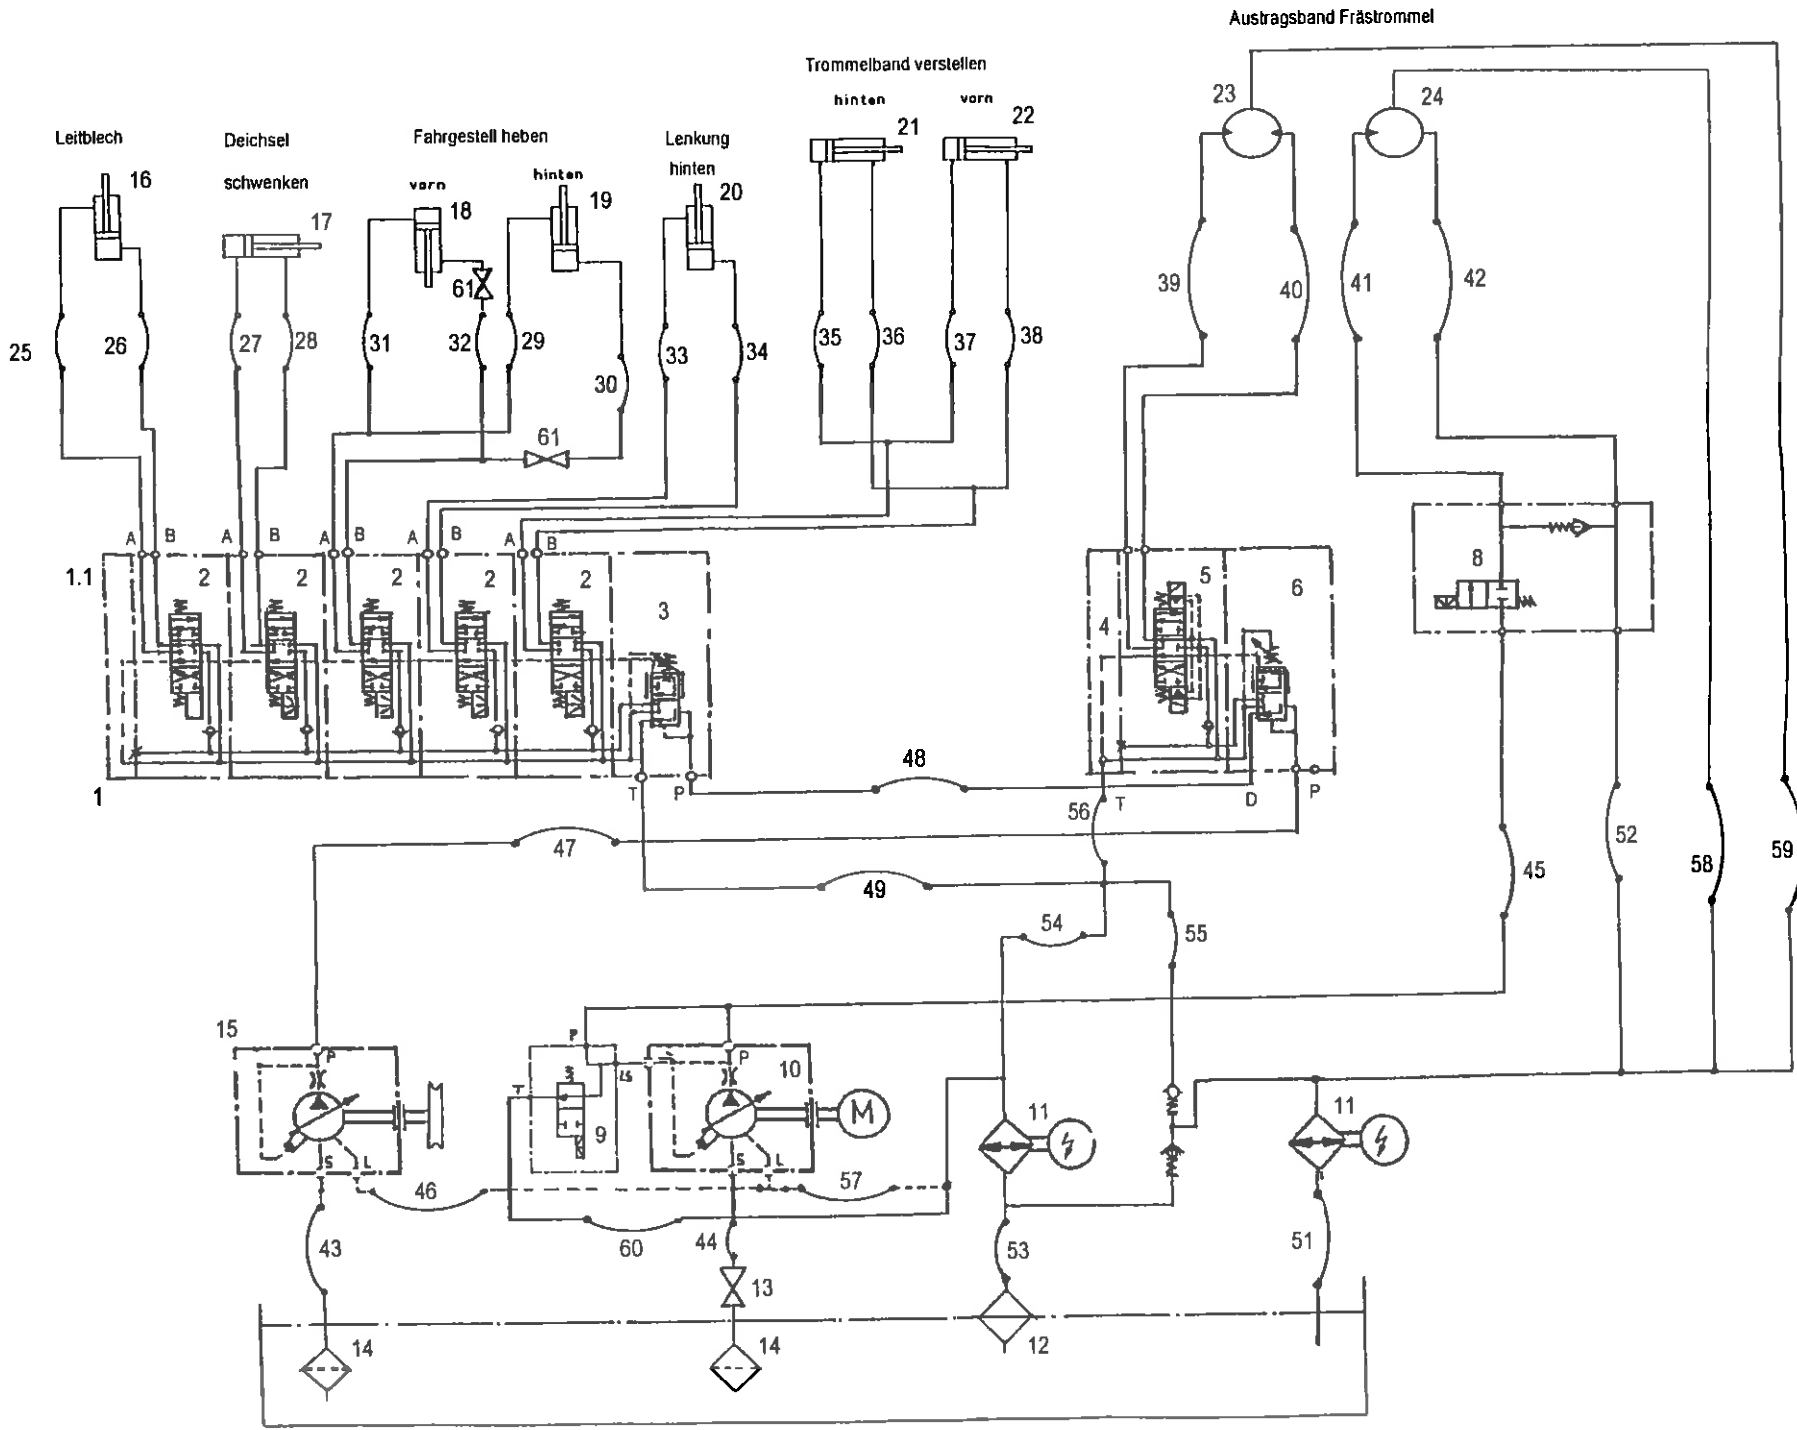 Austragsband Frästrommel
Trommelband verstellen
hinten vorn
23 24
21 22
Leitblech Deichsel Fahrgestell heben Lenkung
schwenken vorn hinten hinten
16 17 18 19 20
61
39 40 41 42
25 26 27 28 31 32 29 33 34 35 36 37 38
30
61
A B A B A B A B A B
1.1 2 2 2 2 2 3
4 5 6 8
1 T P 48 T D P
56
47 49 52 58 59
45
54 55
15 P P LS P 10
T 9 M 11 11
S L S L
46 57
43 60 44 53 51
13
14 14 12